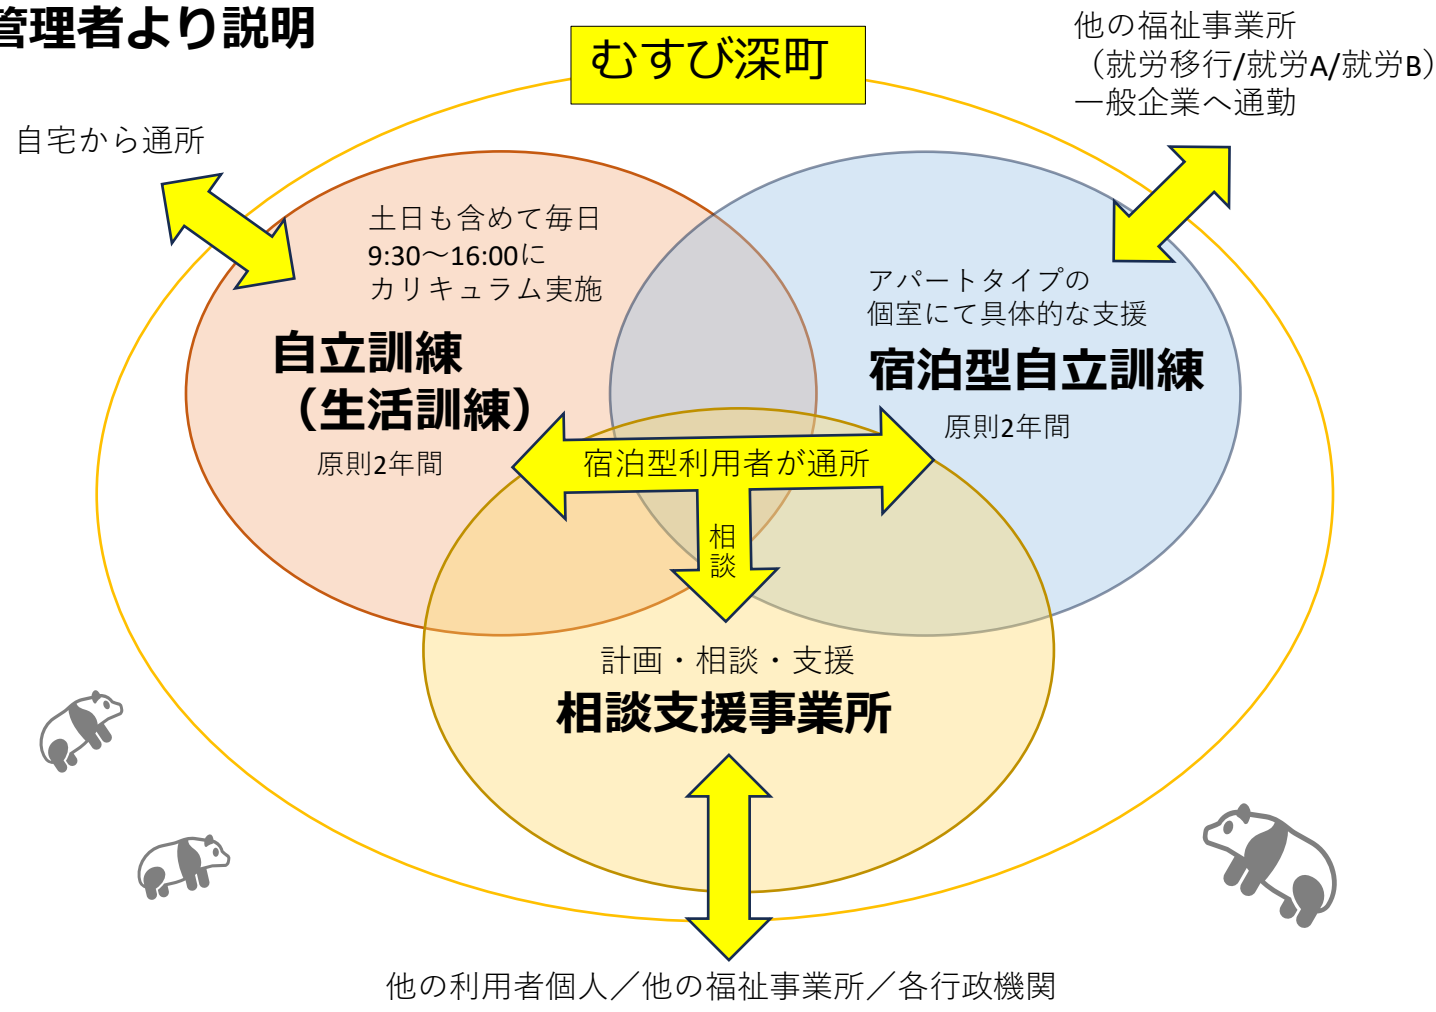 管理者より説明
むすび深町
他の福祉事業所
（就労移行/就労A/就労B）
一般企業へ通勤
自宅から通所
土日も含めて毎日
9:30～16:00に
カリキュラム実施
自立訓練
（生活訓練）
原則2年間
アパートタイプの
個室にて具体的な支援
宿泊型自立訓練
原則2年間
宿泊型利用者が通所
相談
計画・相談・支援
相談支援事業所
他の利用者個人／他の福祉事業所／各行政機関